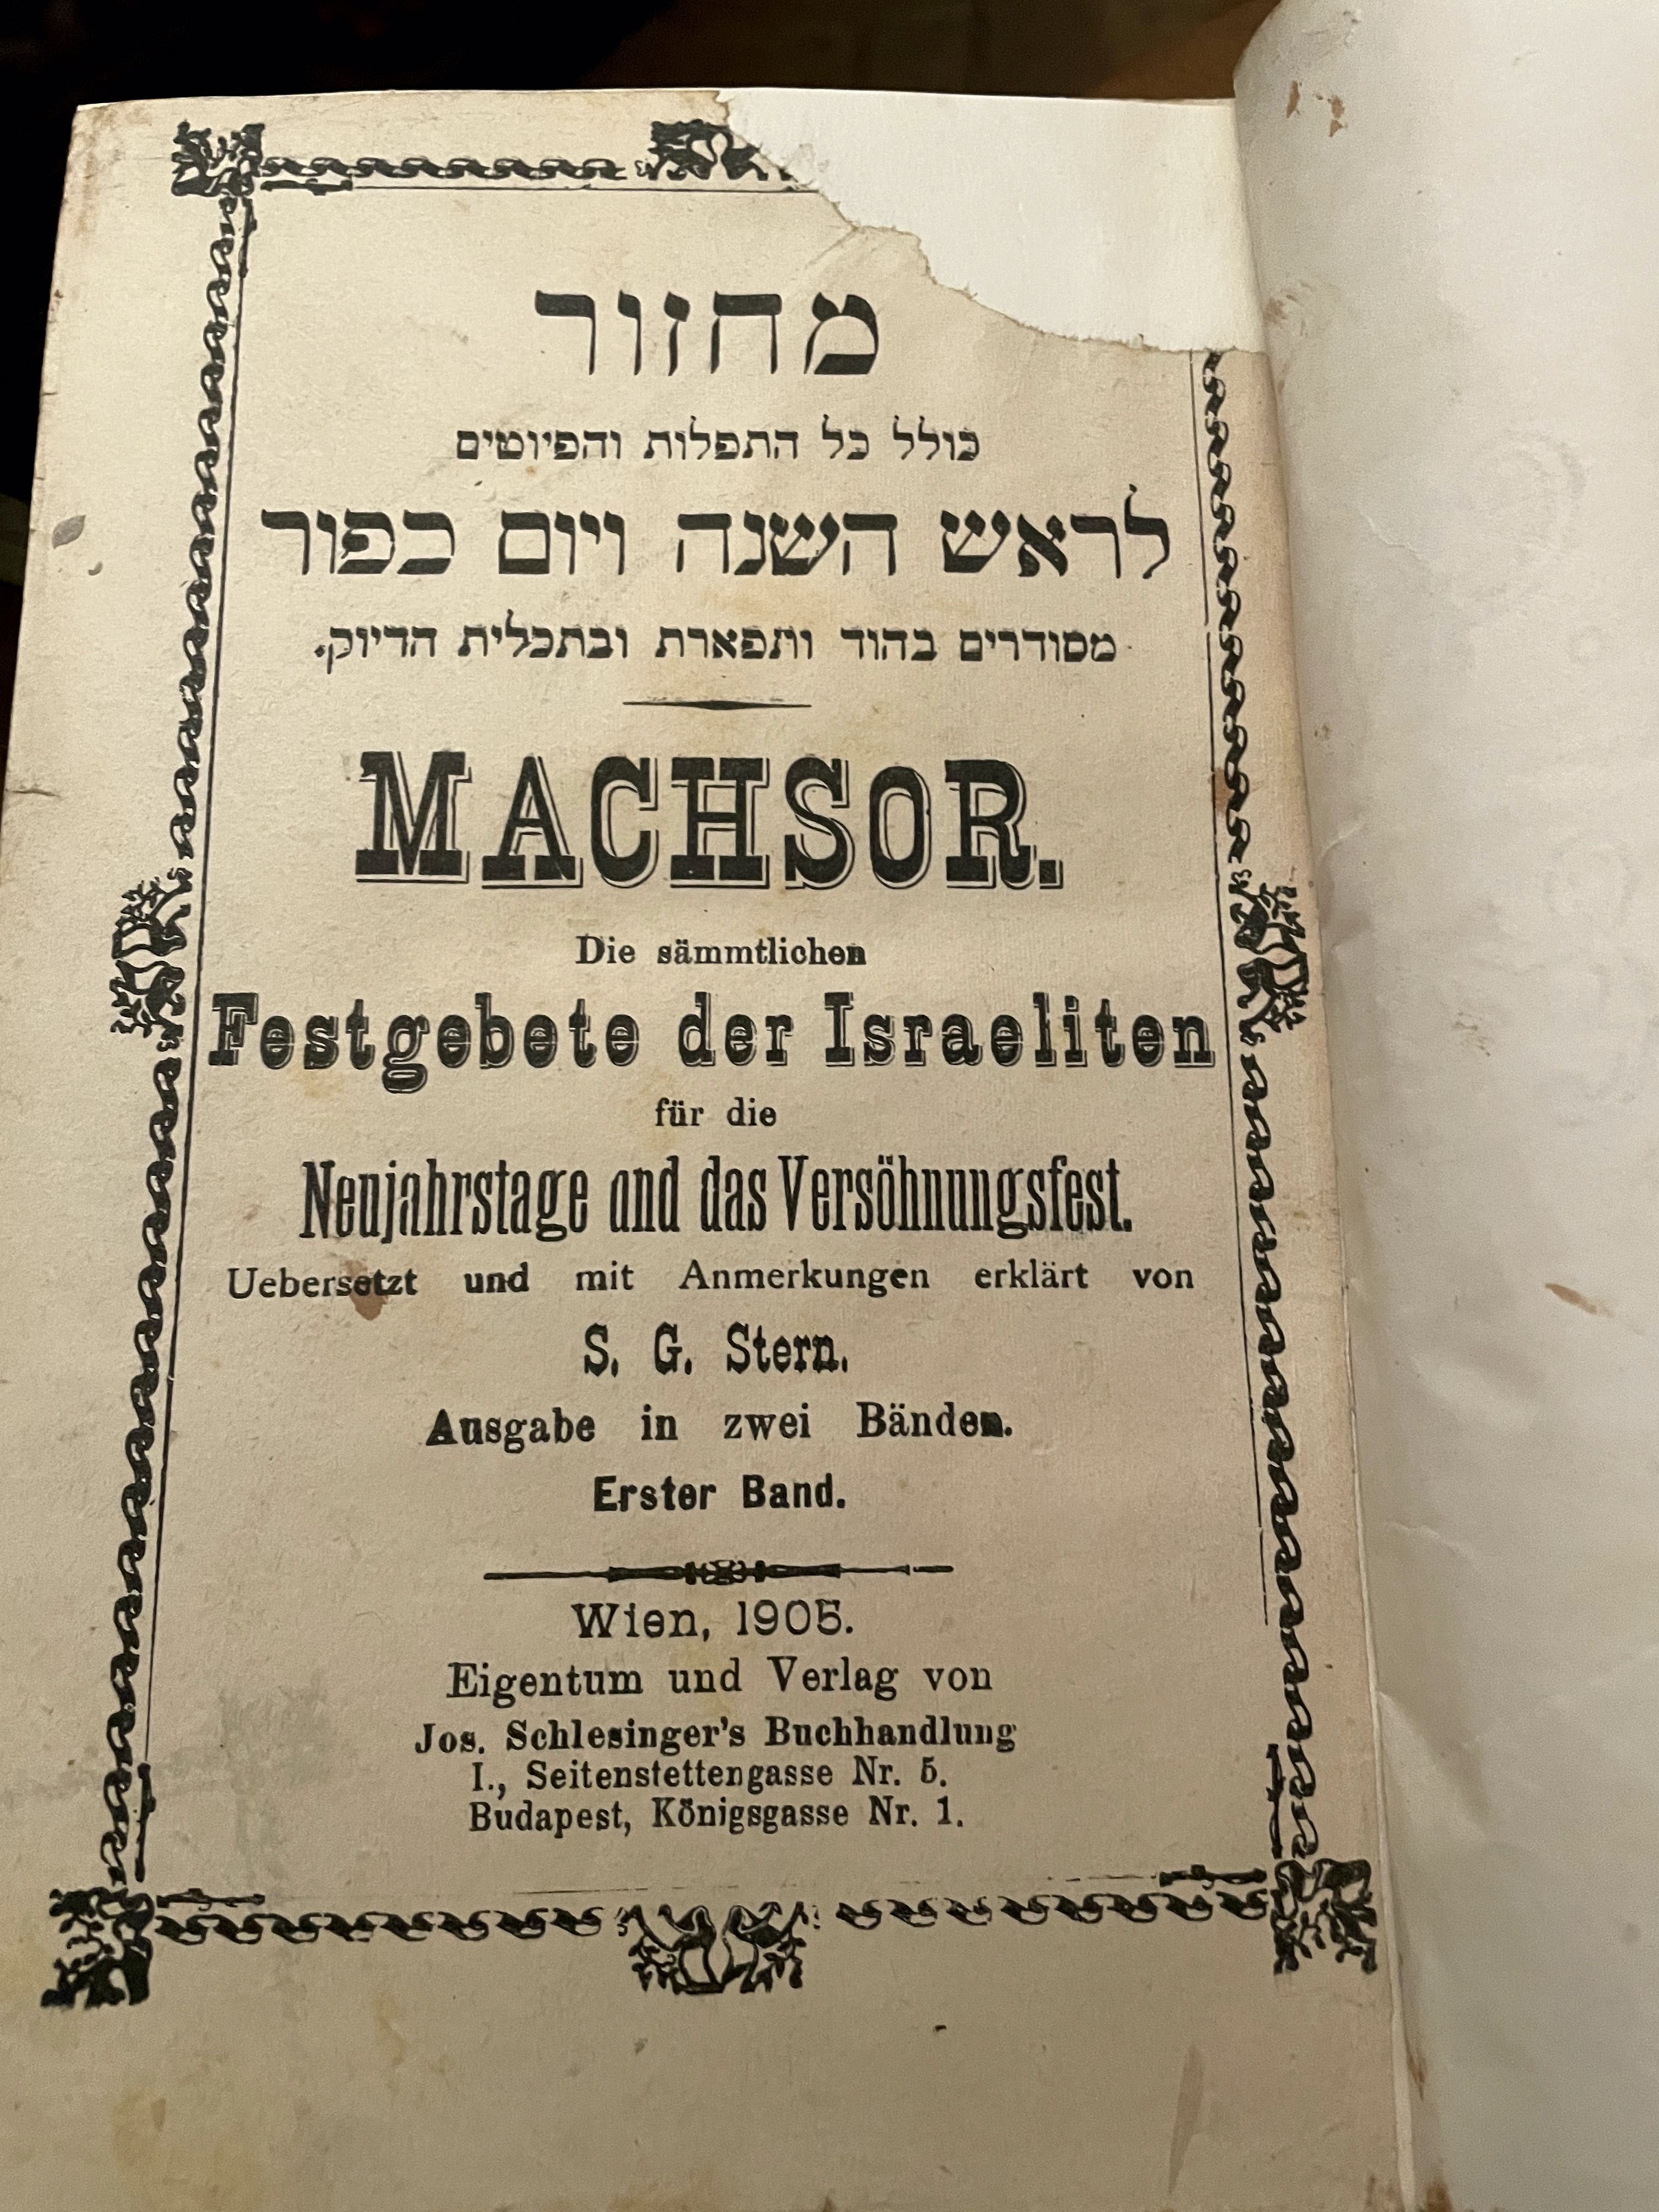 מחזור
כולל כל התפלות והפיוטים
לראש השנה ויום כפור
מסודרים בהוד ותפארת ובתכלית הדיוק.
MACHSOR.
Die sämmtlichen
Festgebete der Israeliten
für die
Neujahrstage und das Versöhnungsfest.
Uebersetzt und mit Anmerkungen erklärt von
S. G. Stern.
Ausgabe in zwei Bänden.
Erster Band.
Wien, 1905.
Eigentum und Verlag von
Jos. Schlesinger's Buchhandlung
I., Seitenstettengasse Nr. 5.
Budapest, Königsgasse Nr. 1.